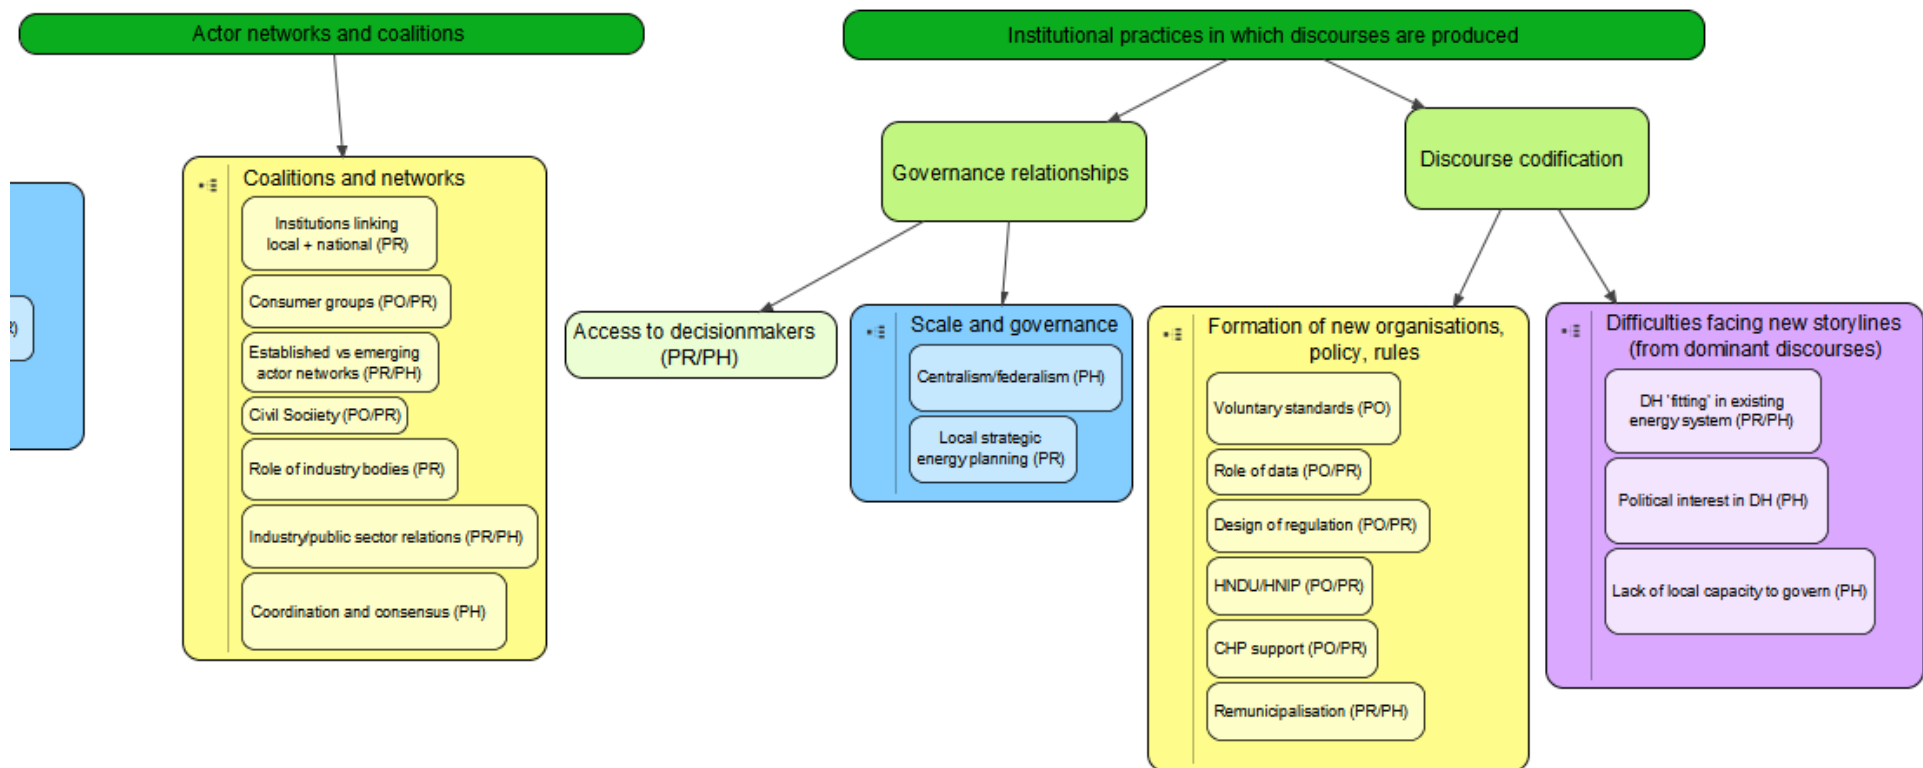 Actor networks and coalitions
Institutional practices in which discourses are produced
Governance relationships
Discourse codification
Coalitions and networks
Institutions linking
local + national (PR)
Consumer groups (PO/PR)
Established vs emerging
actor networks (PR/PH)
Civil Sociiety (PO/PR)
Role of industry bodies (PR)
Industry/public sector relations (PR/PH)
Coordination and consensus (PH)
Access to decisionmakers
(PR/PH)
Scale and governance
Centralism/federalism (PH)
Local strategic
energy planning (PR)
Formation of new organisations,
policy, rules
Voluntary standards (PO)
Role of data (PO/PR)
Design of regulation (PO/PR)
HNDU/HNIP (PO/PR)
CHP support (PO/PR)
Remunicipalisation (PR/PH)
Difficulties facing new storylines
(from dominant discourses)
DH 'fitting' in existing
energy system (PR/PH)
Political interest in DH (PH)
Lack of local capacity to govern (PH)